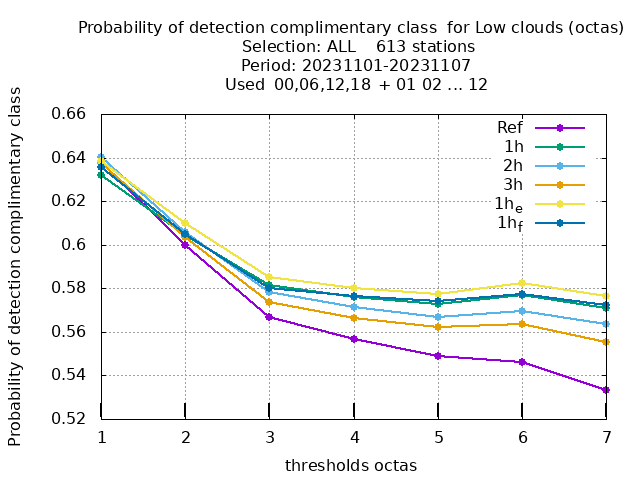 Probability of detection complimentary class  for Low clouds (octas)
Selection: ALL    613 stations
Period: 20231101-20231107
Used  00,06,12,18  + 01 02 ... 12
Probability of detection complimentary class
0.66
0.64
0.62
0.6
0.58
0.56
0.54
0.52
Ref
1h
2h
3h
1he
1hf
1 2 3 4 5 6 7
thresholds octas